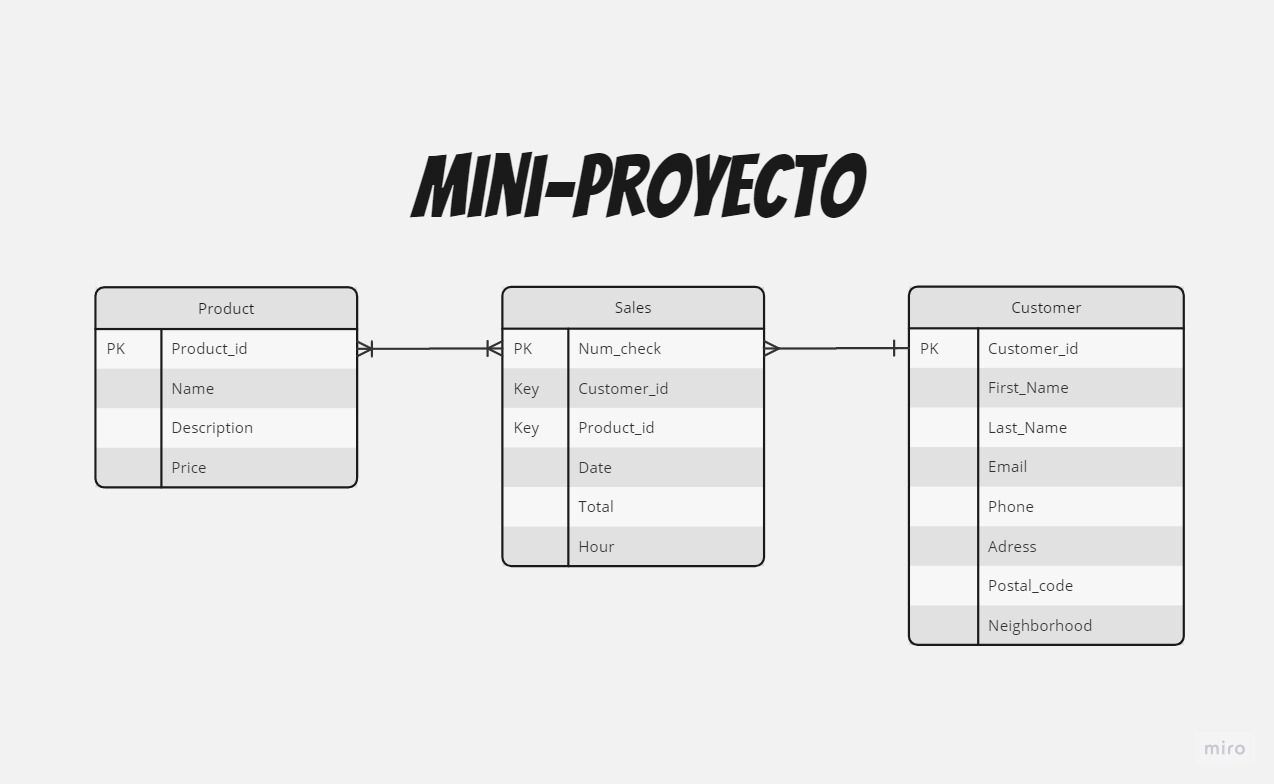 MINI-PROYECTO
Product
PK Product_id
Name
Description
Price
Sales
PK Num_check
Key Customer_id
Key Product_id
Date
Total
Hour
Customer
PK Customer_id
First_Name
Last_Name
Email
Phone
Adress
Postal_code
Neighborhood
miro